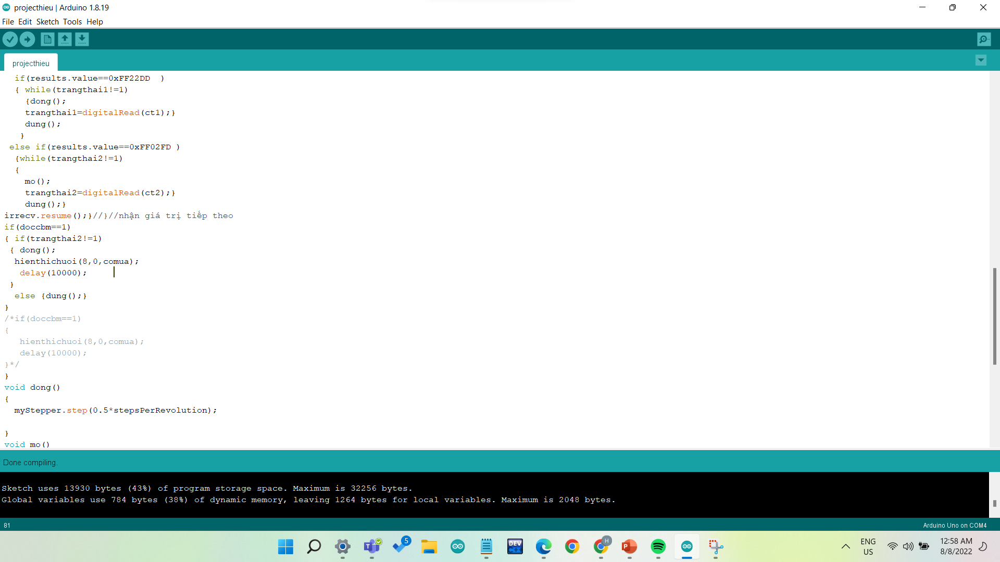 projecthieu | Arduino 1.8.19
File Edit Sketch Tools Help
projecthieu
if(results.value==0xFF22DD  )
{ while(trangthai1!=1)
{dong();
trangthai1=digitalRead(ct1);}
dung();
}
else if(results.value==0xFF02FD )
{while(trangthai2!=1)
{
mo();
trangthai2=digitalRead(ct2);}
dung();}
irrecv.resume();}//}//nhận giá trị tiếp theo
if(doccbm==1)
{ if(trangthai2!=1)
{ dong();
hienthichuoi(8,0,comua);
delay(10000);
}
else {dung();}
}
/*if(doccbm==1)
{
hienthichuoi(8,0,comua);
delay(10000);
}*/
}
void dong()
{
myStepper.step(0.5*stepsPerRevolution);
}
void mo()
Done compiling.
Sketch uses 13930 bytes (43%) of program storage space. Maximum is 32256 bytes.
Global variables use 784 bytes (38%) of dynamic memory, leaving 1264 bytes for local variables. Maximum is 2048 bytes.
81
Arduino Uno on COM4
5
DEV
C++
H
P
ENG
US
12:58 AM
8/8/2022